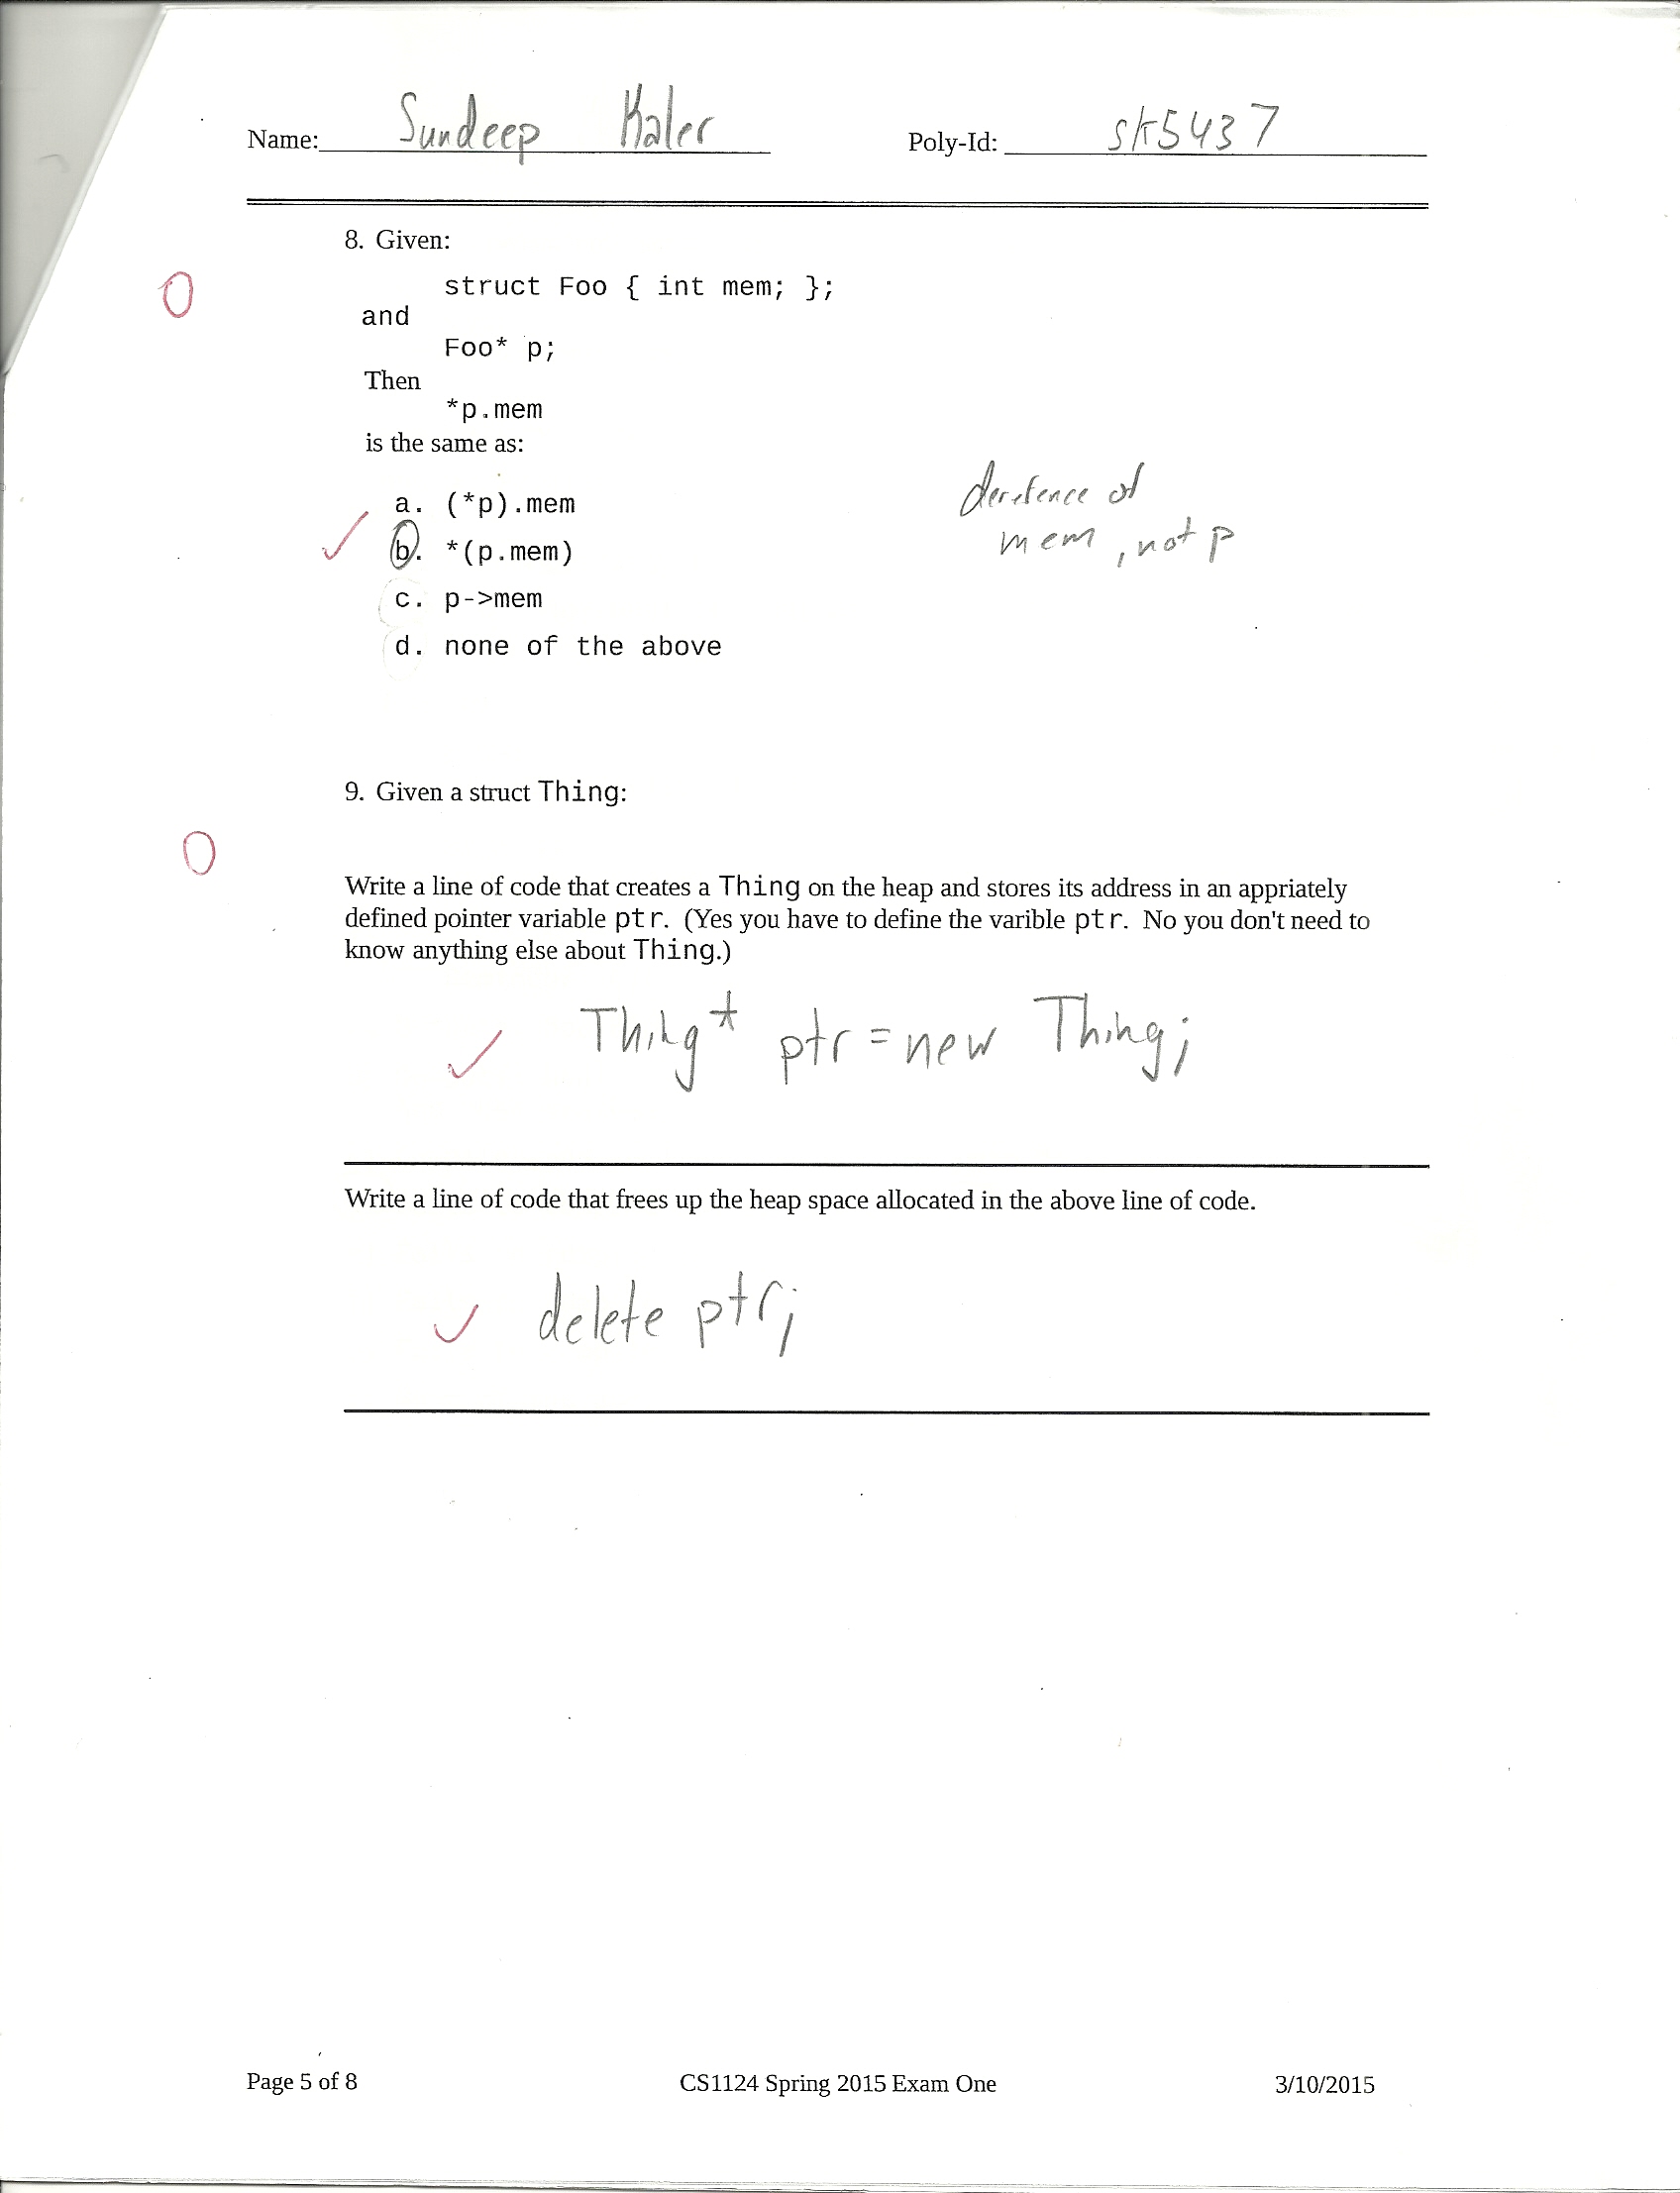 Name: Sundeep Kaler Poly-Id: sk5437
8. Given:
0
struct Foo { int mem; };
and
Foo* p;
Then
*p.mem
is the same as:
a. (*p).mem
b. *(p.mem)
c. p->mem
d. none of the above
derefence of
mem, not p
9. Given a struct Thing:
0
Write a line of code that creates a Thing on the heap and stores its address in an appriately
defined pointer variable ptr. (Yes you have to define the varible ptr. No you don't need to
know anything else about Thing.)
Thing* ptr = new Thing;
Write a line of code that frees up the heap space allocated in the above line of code.
delete ptr;
Page 5 of 8 CS1124 Spring 2015 Exam One 3/10/2015